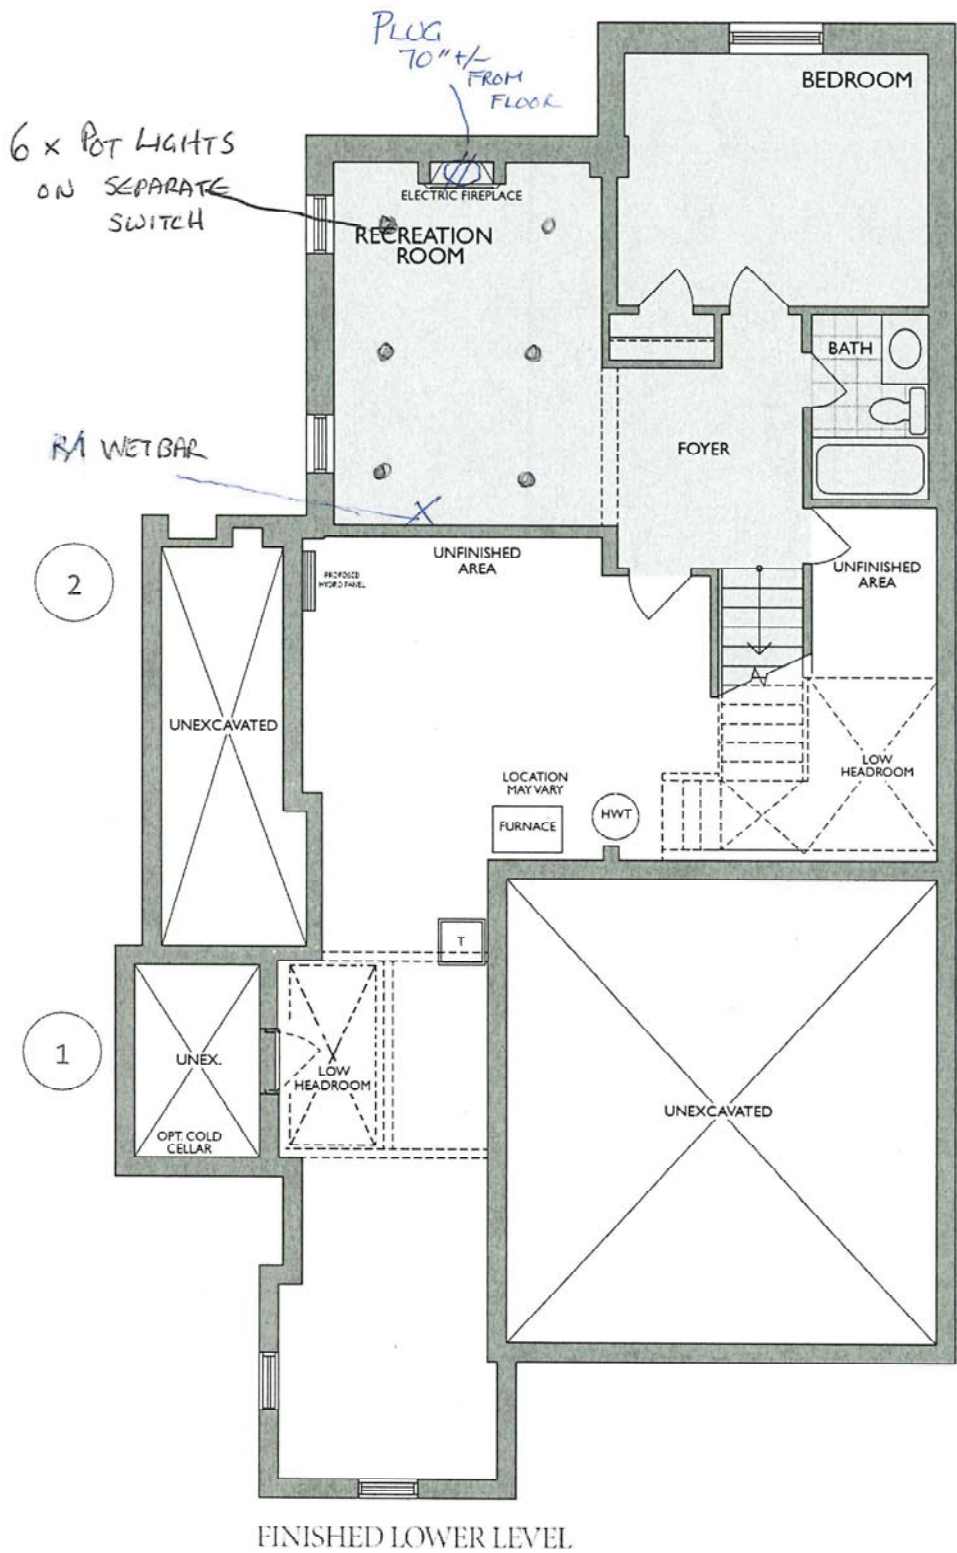 PLUG
70" +/-
FROM
FLOOR
BEDROOM
6 x POT LIGHTS
ON SEPARATE
SWITCH
ELECTRIC FIREPLACE
RECREATION
ROOM
BATH
R/I WETBAR
FOYER
UNFINISHED
AREA
PROPOSED
HYDRO PANEL
UNFINISHED
AREA
2
UNEXCAVATED
LOW
HEADROOM
LOCATION
MAY VARY
FURNACE
HWT
T
1
UNEX.
LOW
HEADROOM
OPT. COLD
CELLAR
UNEXCAVATED
FINISHED LOWER LEVEL